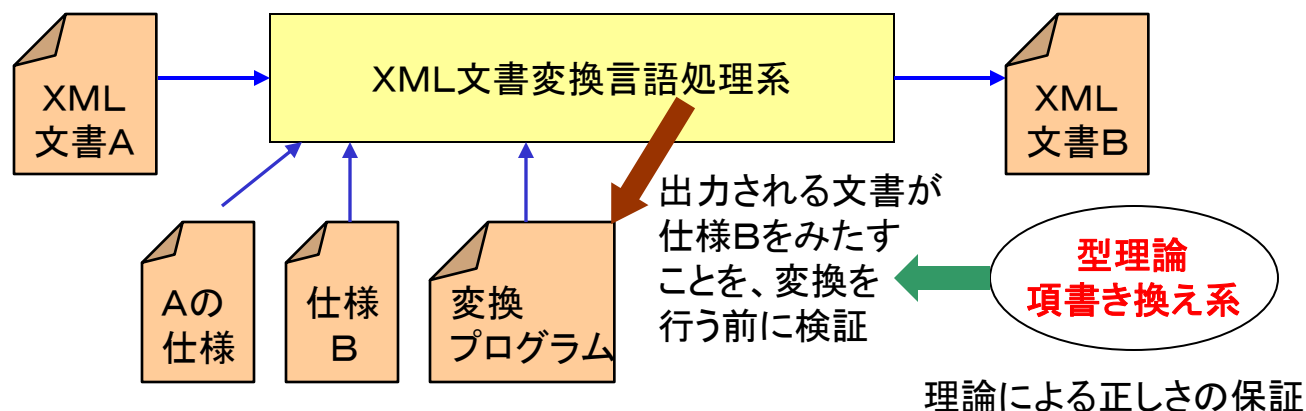 XML
文書A
XML文書変換言語処理系
XML
文書B
Aの
仕様
仕様
B
変換
プログラム
出力される文書が
仕様Bをみたす
ことを、変換を
行う前に検証
型理論
項書き換え系
理論による正しさの保証